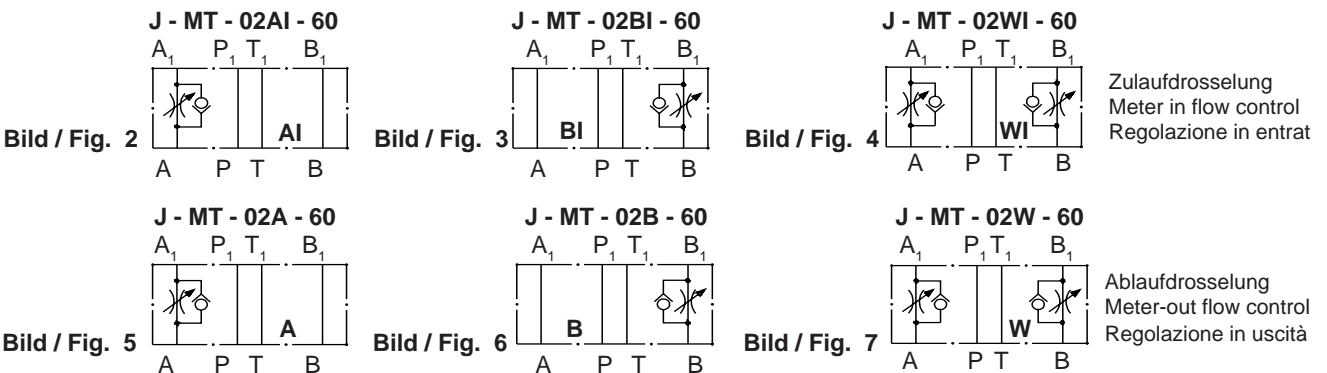 J - MT - 02AI - 60 J - MT - 02BI - 60 J - MT - 02WI - 60
A1 P1 T1 B1 A1 P1 T1 B1 A1 P1 T1 B1
Zulaufdrosselung
Meter in flow control
Regolazione in entrat
Bild / Fig. 2 AI Bild / Fig. 3 BI Bild / Fig. 4 WI
A P T B A P T B A P T B
J - MT - 02A - 60 J - MT - 02B - 60 J - MT - 02W - 60
A1 P1 T1 B1 A1 P1 T1 B1 A1 P1 T1 B1
Ablaufdrosselung
Meter-out flow control
Regolazione in uscità
Bild / Fig. 5 A Bild / Fig. 6 B Bild / Fig. 7 W
A P T B A P T B A P T B